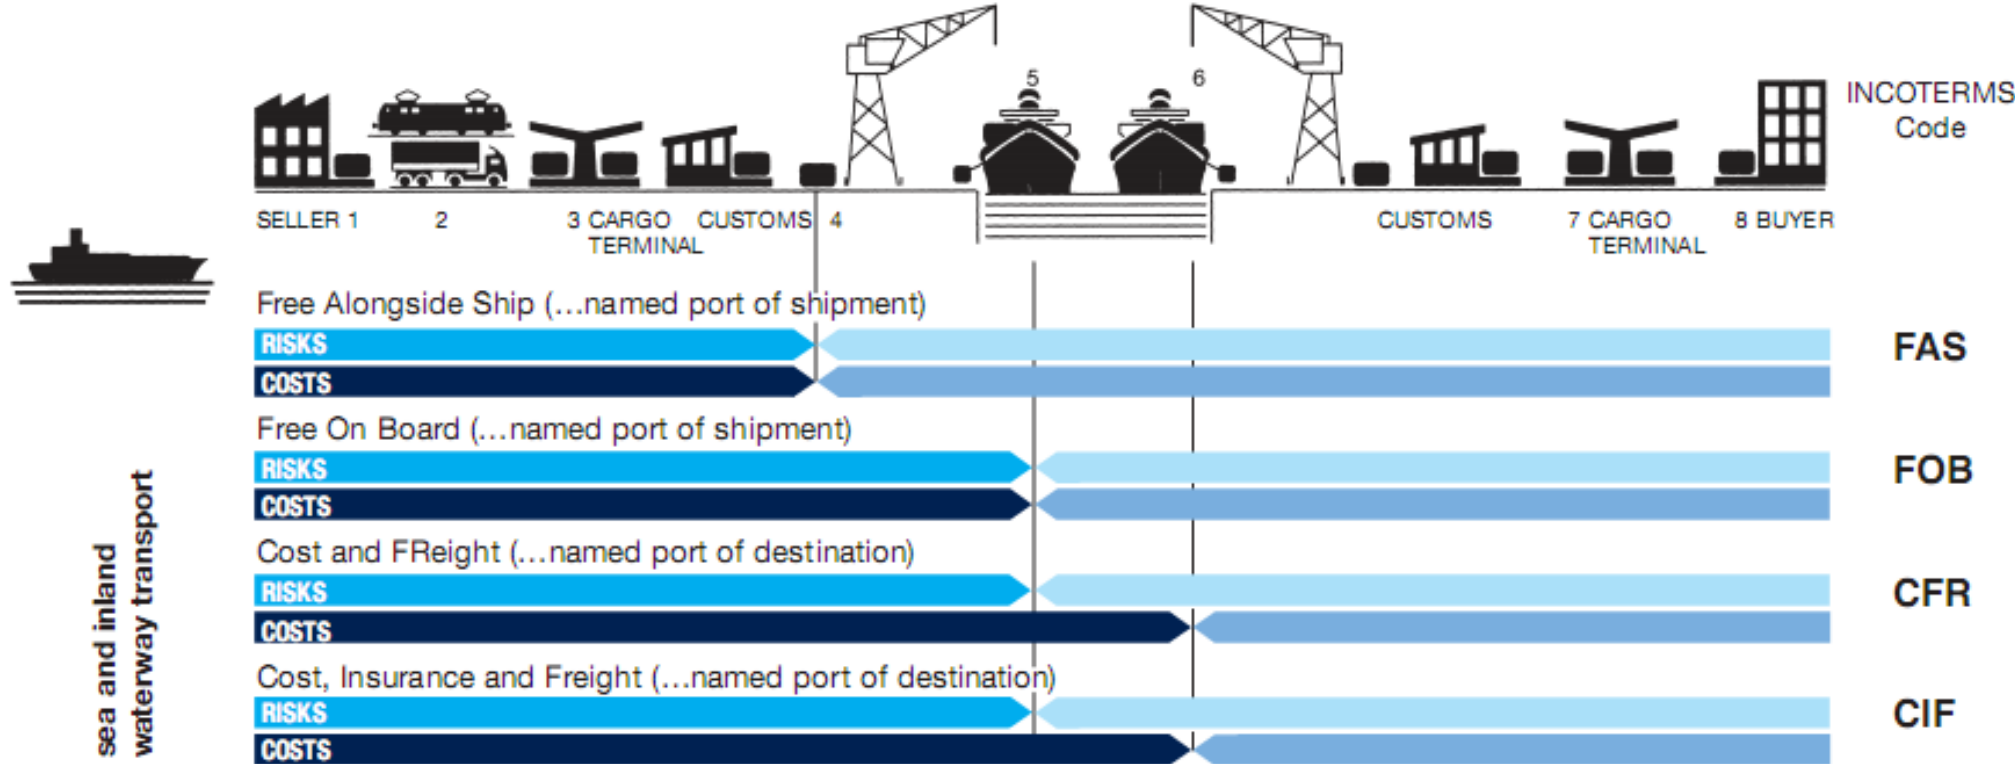 5
6
INCOTERMS
Code
SELLER 1
2
3 CARGO
TERMINAL
CUSTOMS
4
CUSTOMS
7 CARGO
TERMINAL
8 BUYER
sea and inland
waterway transport
Free Alongside Ship (...named port of shipment)
RISKS
COSTS
FAS
Free On Board (...named port of shipment)
RISKS
COSTS
FOB
Cost and FReight (...named port of destination)
RISKS
COSTS
CFR
Cost, Insurance and Freight (...named port of destination)
RISKS
COSTS
CIF